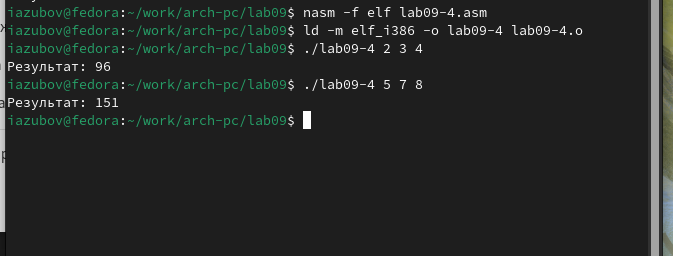 iazubov@fedora:~/work/arch-pc/lab09$ nasm -f elf lab09-4.asm
iazubov@fedora:~/work/arch-pc/lab09$ ld -m elf_i386 -o lab09-4 lab09-4.o
iazubov@fedora:~/work/arch-pc/lab09$ ./lab09-4 2 3 4
Результат: 96
iazubov@fedora:~/work/arch-pc/lab09$ ./lab09-4 5 7 8
Результат: 151
iazubov@fedora:~/work/arch-pc/lab09$